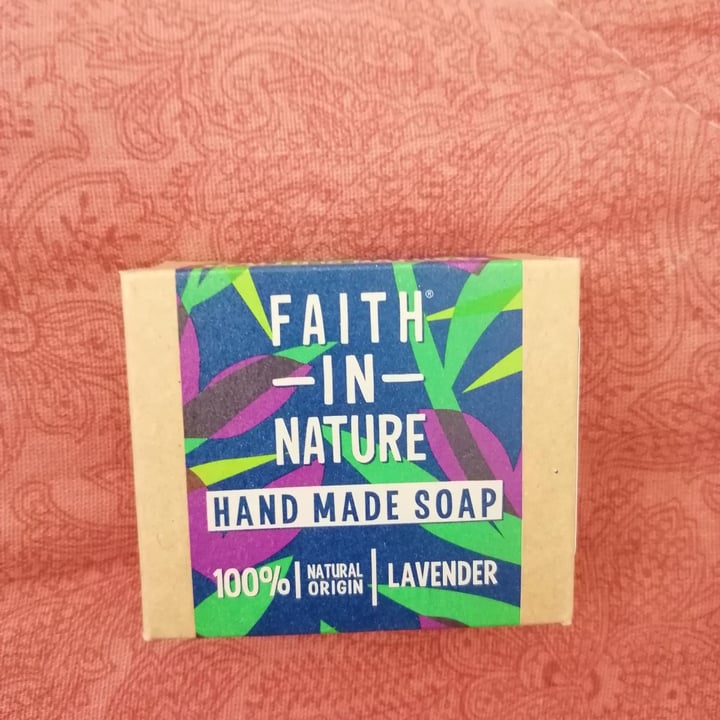 FAITH®
—IN—
NATURE
HAND MADE SOAP
100% | NATURAL ORIGIN | LAVENDER